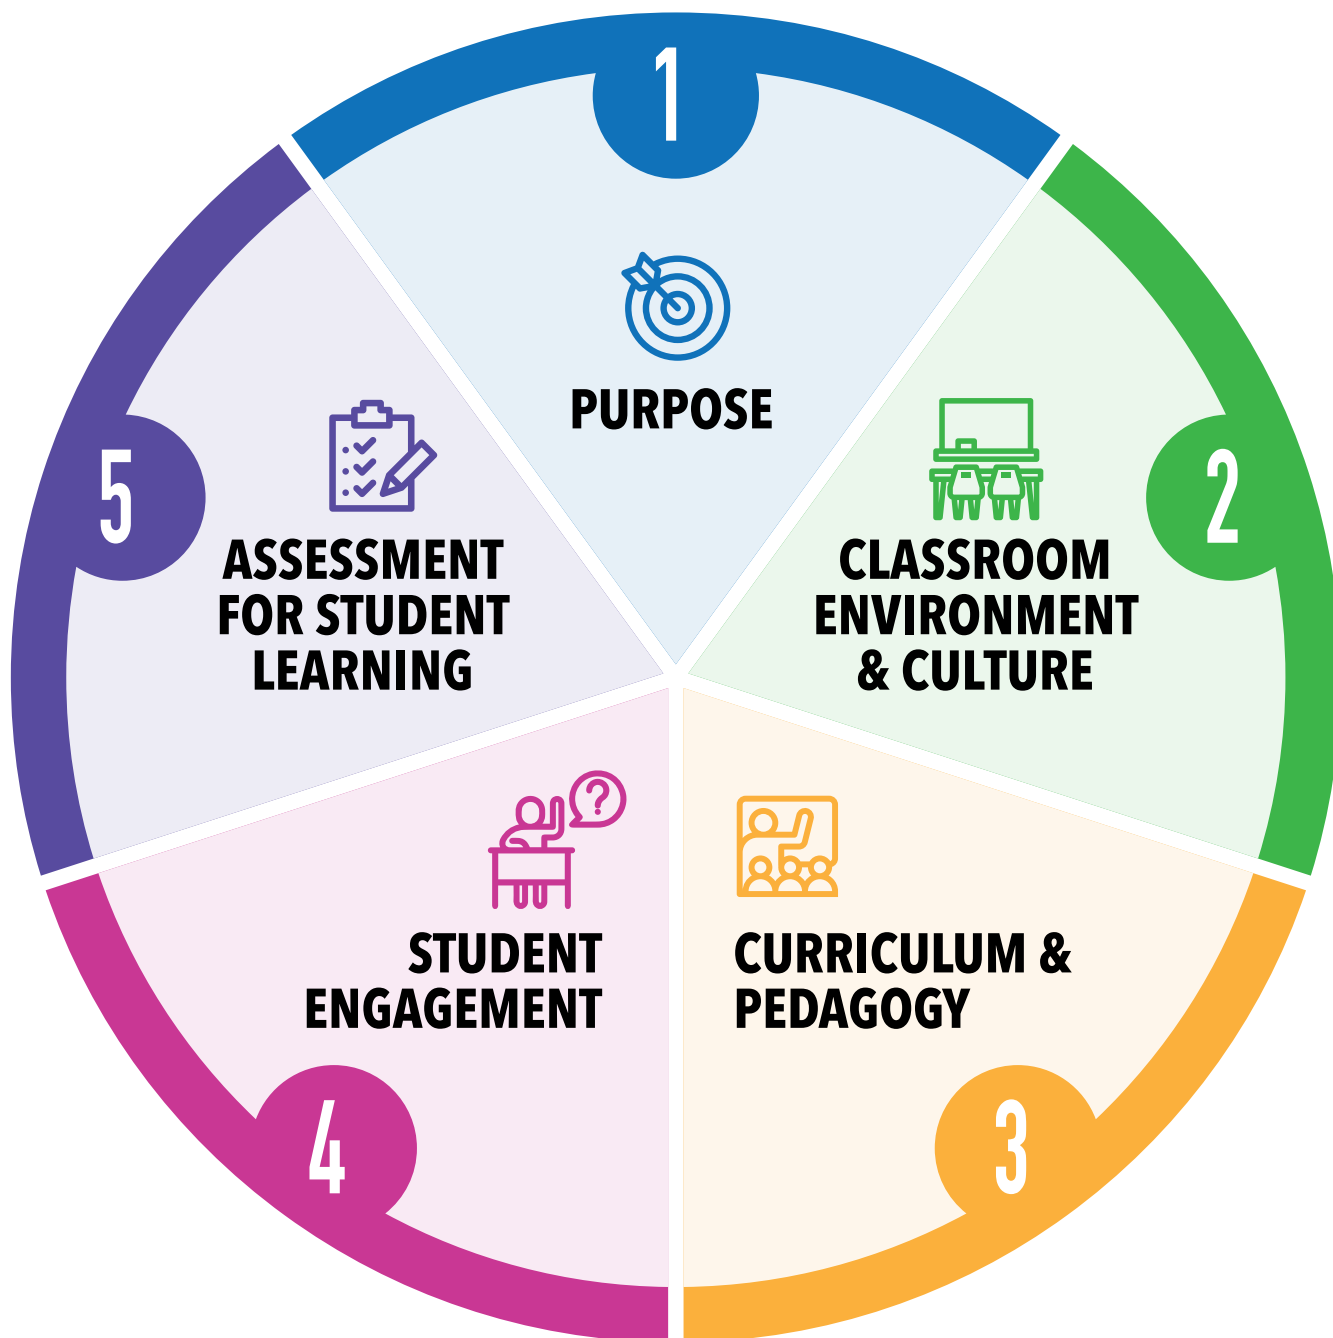 1
PURPOSE
2
CLASSROOM
ENVIRONMENT
& CULTURE
3
CURRICULUM &
PEDAGOGY
4
STUDENT
ENGAGEMENT
5
ASSESSMENT
FOR STUDENT
LEARNING
?